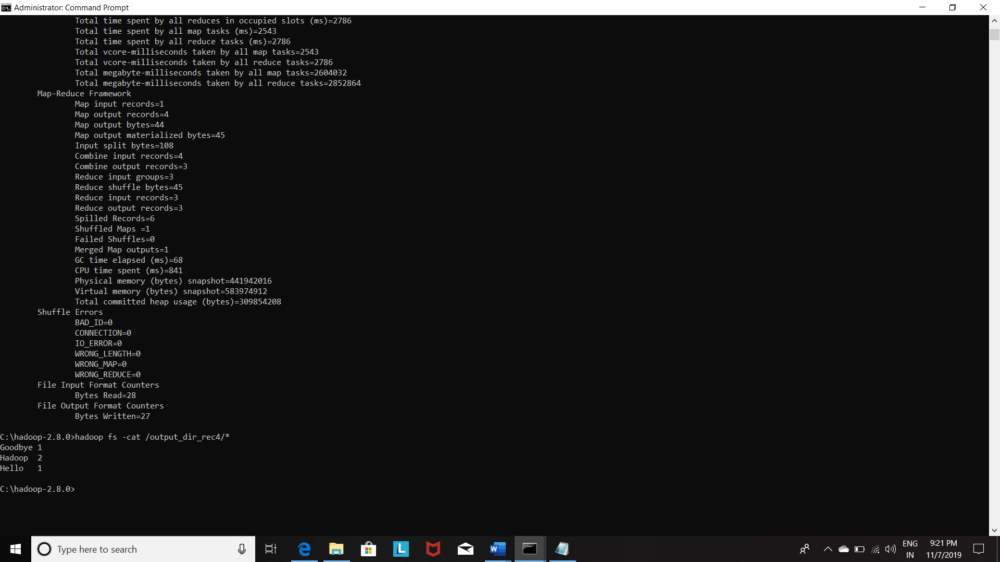 Administrator: Command Prompt
Total time spent by all reduces in occupied slots (ms)=2786
Total time spent by all map tasks (ms)=2543
Total time spent by all reduce tasks (ms)=2786
Total vcore-milliseconds taken by all map tasks=2543
Total vcore-milliseconds taken by all reduce tasks=2786
Total megabyte-milliseconds taken by all map tasks=2604032
Total megabyte-milliseconds taken by all reduce tasks=2852864
Map-Reduce Framework
Map input records=1
Map output records=4
Map output bytes=44
Map output materialized bytes=45
Input split bytes=108
Combine input records=4
Combine output records=3
Reduce input groups=3
Reduce shuffle bytes=45
Reduce input records=3
Reduce output records=3
Spilled Records=6
Shuffled Maps =1
Failed Shuffles=0
Merged Map outputs=1
GC time elapsed (ms)=68
CPU time spent (ms)=841
Physical memory (bytes) snapshot=441942016
Virtual memory (bytes) snapshot=583974912
Total committed heap usage (bytes)=309854208
Shuffle Errors
BAD_ID=0
CONNECTION=0
IO_ERROR=0
WRONG_LENGTH=0
WRONG_MAP=0
WRONG_REDUCE=0
File Input Format Counters
Bytes Read=28
File Output Format Counters
Bytes Written=27
C:\hadoop-2.8.0>hadoop fs -cat /output_dir_rec4/*
Goodbye 1
Hadoop  2
Hello   1
C:\hadoop-2.8.0>
Type here to search
ENG
IN
9:21 PM
11/7/2019